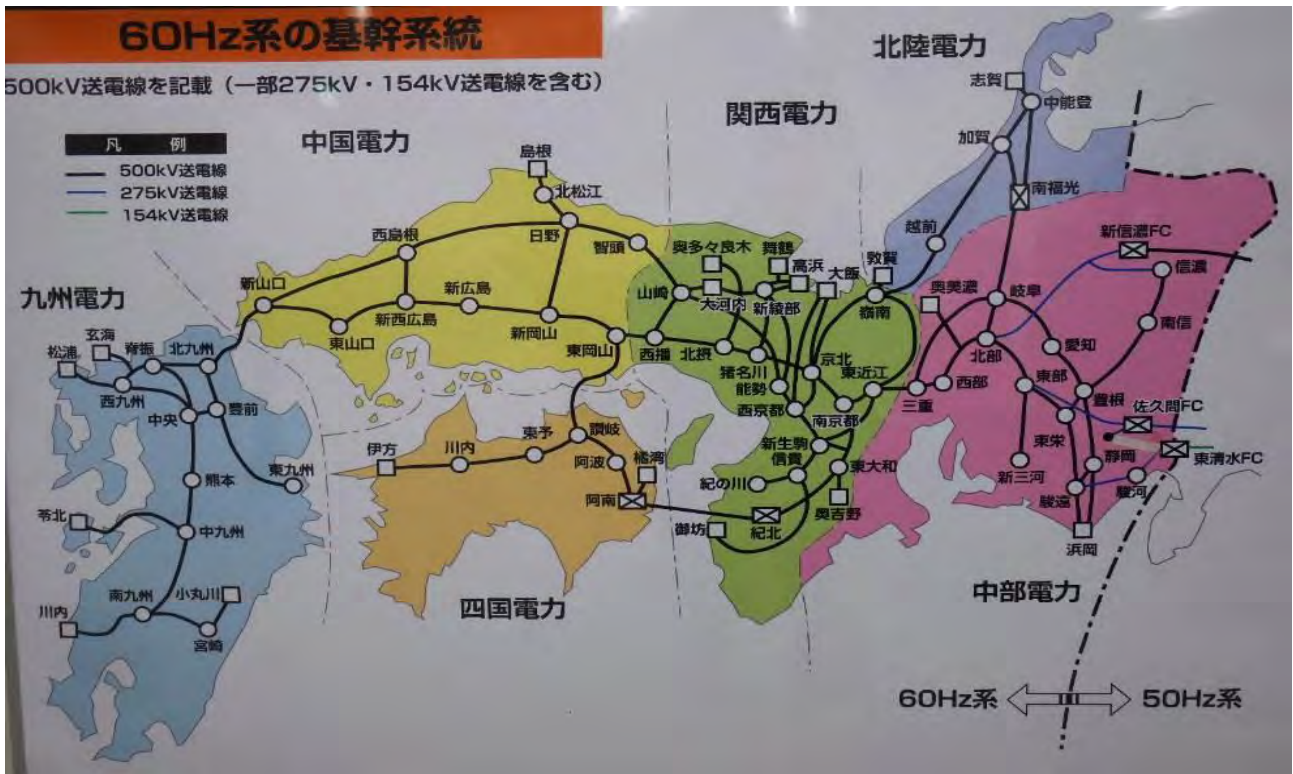 60Hz系の基幹系統
500kV送電線を記載（一部275kV・154kV送電線を含む）
凡 例
500kV送電線
275kV送電線
154kV送電線
北陸電力
関西電力
中国電力
九州電力
四国電力
中部電力
志賀
中能登
加賀
南福光
越前
敦賀
嶺南
島根
北松江
日野
西島根
智頭
新山口
新西広島
新広島
東山口
新岡山
東岡山
奥多々良木
舞鶴
高浜
大飯
山崎
大河内
新綾部
西播
北摂
猪名川
能勢
京北
東近江
西京都
南京都
新生駒
信貴
東大和
紀の川
奥吉野
御坊
紀北
新信濃FC
信濃
奥美濃
岐阜
南信
北部
愛知
三重
西部
東部
豊根
佐久間FC
東栄
静岡
東清水FC
新三河
駿遠
駿河
浜岡
玄海
脊振
北九州
松浦
西九州
中央
豊前
東九州
熊本
苓北
中九州
南九州
小丸川
川内
宮崎
伊方
川内
東予
讃岐
阿波
橘湾
阿南
60Hz系
50Hz系